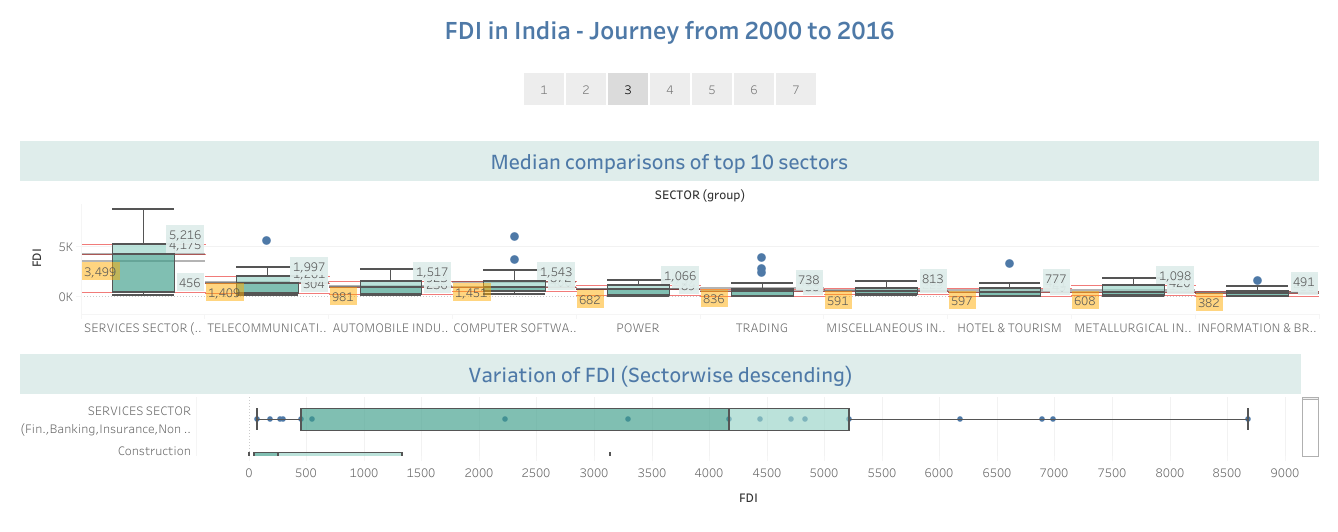 FDI in India - Journey from 2000 to 2016
1 2 3 4 5 6 7
Median comparisons of top 10 sectors
SECTOR (group)
FDI
5K
0K
5,216
4,175
3,499
456
1,997
1,409
1,517
981
1,543
1,451
1,066
682
738
836
813
591
777
597
1,098
608
491
382
SERVICES SECTOR (.. TELECOMMUNICATI.. AUTOMOBILE INDU.. COMPUTER SOFTWA.. POWER TRADING MISCELLANEOUS IN.. HOTEL & TOURISM METALLURGICAL IN.. INFORMATION & BR..
Variation of FDI (Sectorwise descending)
SERVICES SECTOR
(Fin.,Banking,Insurance,Non ..
Construction
0 500 1000 1500 2000 2500 3000 3500 4000 4500 5000 5500 6000 6500 7000 7500 8000 8500 9000
FDI